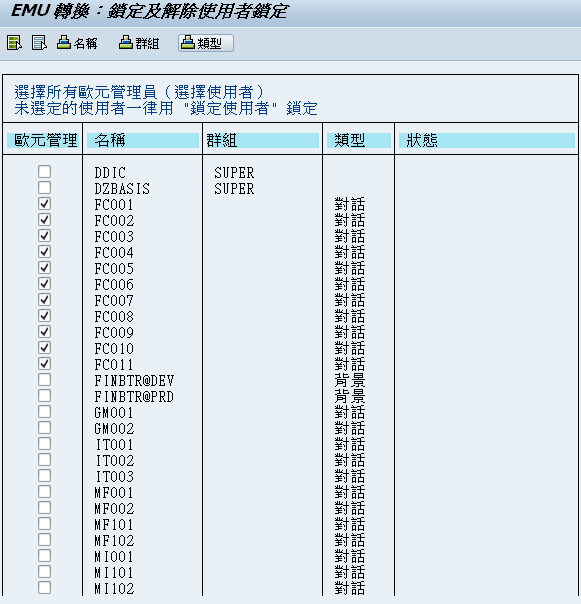 EMU 轉換：鎖定及解除使用者鎖定
名稱 群組 類型
選擇所有歐元管理員（選擇使用者）
未選定的使用者一律用 "鎖定使用者" 鎖定
歐元管理 名稱 群組 類型 狀態
DDIC SUPER
DZBASIS SUPER
FC001 對話
FC002 對話
FC003 對話
FC004 對話
FC005 對話
FC006 對話
FC007 對話
FC008 對話
FC009 對話
FC010 對話
FC011 對話
FINBTR@DEV 背景
FINBTR@PRD 背景
GM001 對話
GM002 對話
IT001 對話
IT002 對話
IT003 對話
MF001 對話
MF002 對話
MF101 對話
MF102 對話
MI001 對話
MI101 對話
MI102 對話